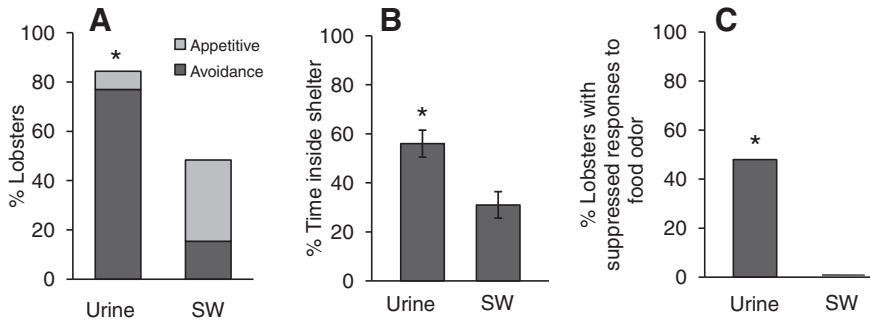 A
% Lobsters
100
80
60
40
20
0
*
Appetitive
Avoidance
Urine
SW
B
% Time inside shelter
100
80
60
40
20
0
*
Urine
SW
C
% Lobsters with
suppressed responses to
food odor
100
80
60
40
20
0
*
Urine
SW